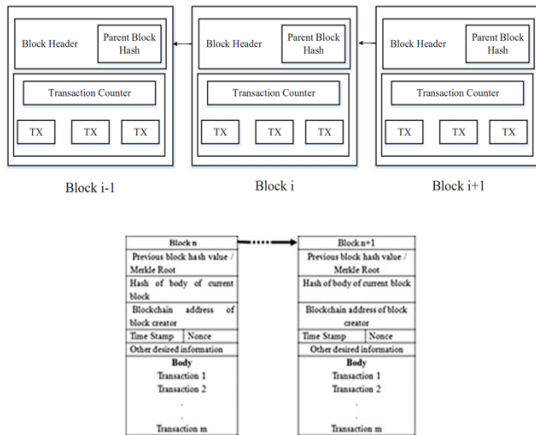 Block Header
Parent Block
Hash
Transaction Counter
TX TX TX
Block i-1
Block Header
Parent Block
Hash
Transaction Counter
TX TX TX
Block i
Block Header
Parent Block
Hash
Transaction Counter
TX TX TX
Block i+1
Block n
Previous block hash value /
Merkle Root
Hash of body of current
block
Blockchain address of
block creator
Time Stamp Nonce
Other desired information
Body
Transaction 1
Transaction 2
.
.
Transaction m
Block n+1
Previous block hash value /
Merkle Root
Hash of body of current block
Blockchain address of block
creator
Time Stamp Nonce
Other desired information
Body
Transaction 1
Transaction 2
.
.
Transaction m